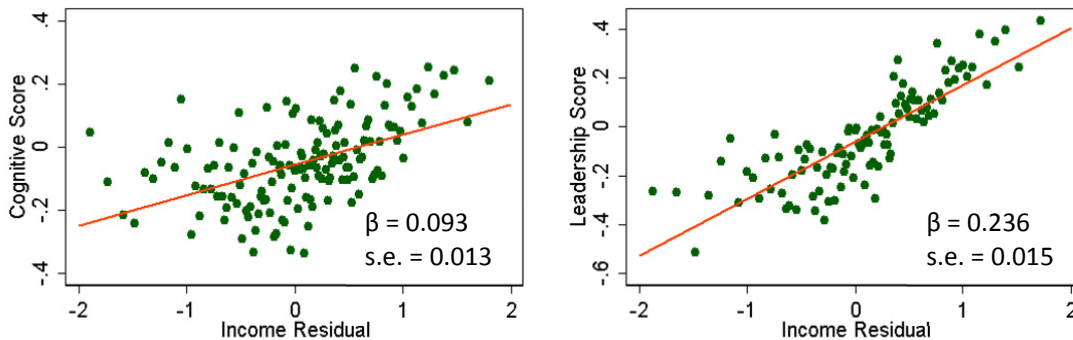 Cognitive Score
.4
.2
0
-.2
-.4
β = 0.093
s.e. = 0.013
-2 -1 0 1 2
Income Residual
Leadership Score
.4
.2
0
-.2
-.4
-.6
β = 0.236
s.e. = 0.015
-2 -1 0 1 2
Income Residual